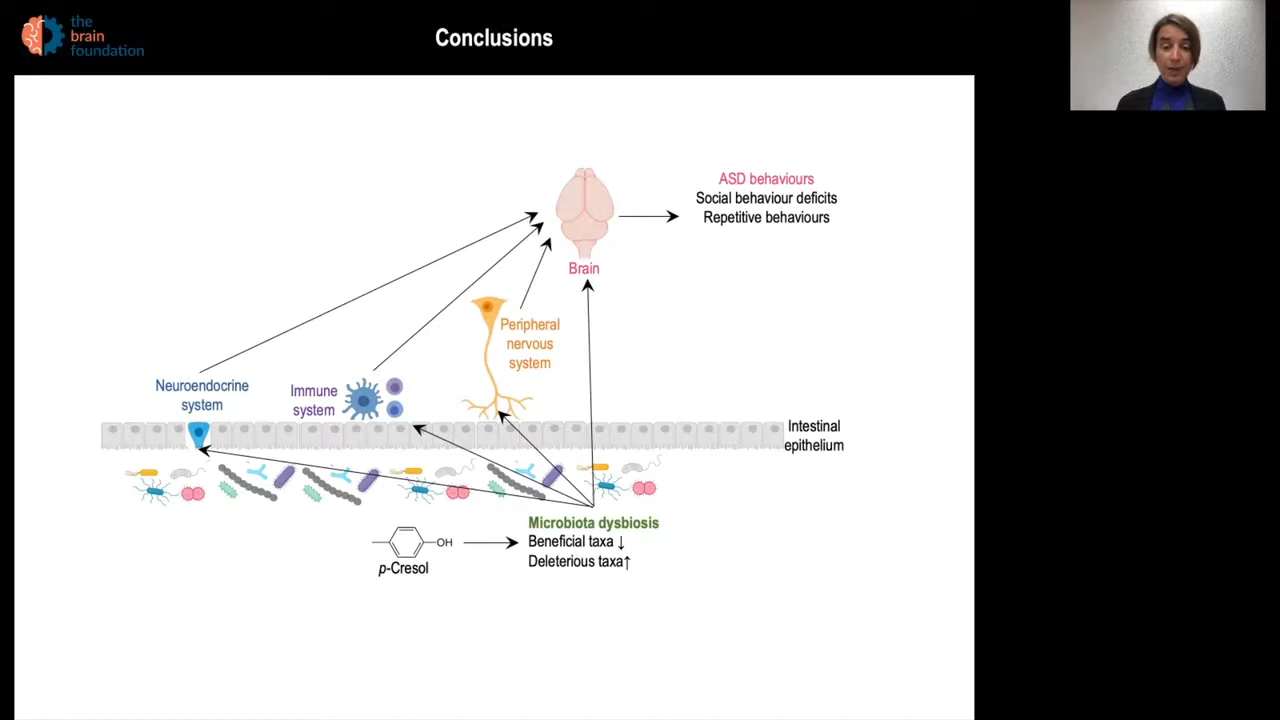 the
brain
foundation
Conclusions
ASD behaviours
Social behaviour deficits
Repetitive behaviours
Brain
Peripheral
nervous
system
Neuroendocrine
system
Immune
system
Intestinal
epithelium
Microbiota dysbiosis
Beneficial taxa ↓
Deleterious taxa↑
OH
p-Cresol